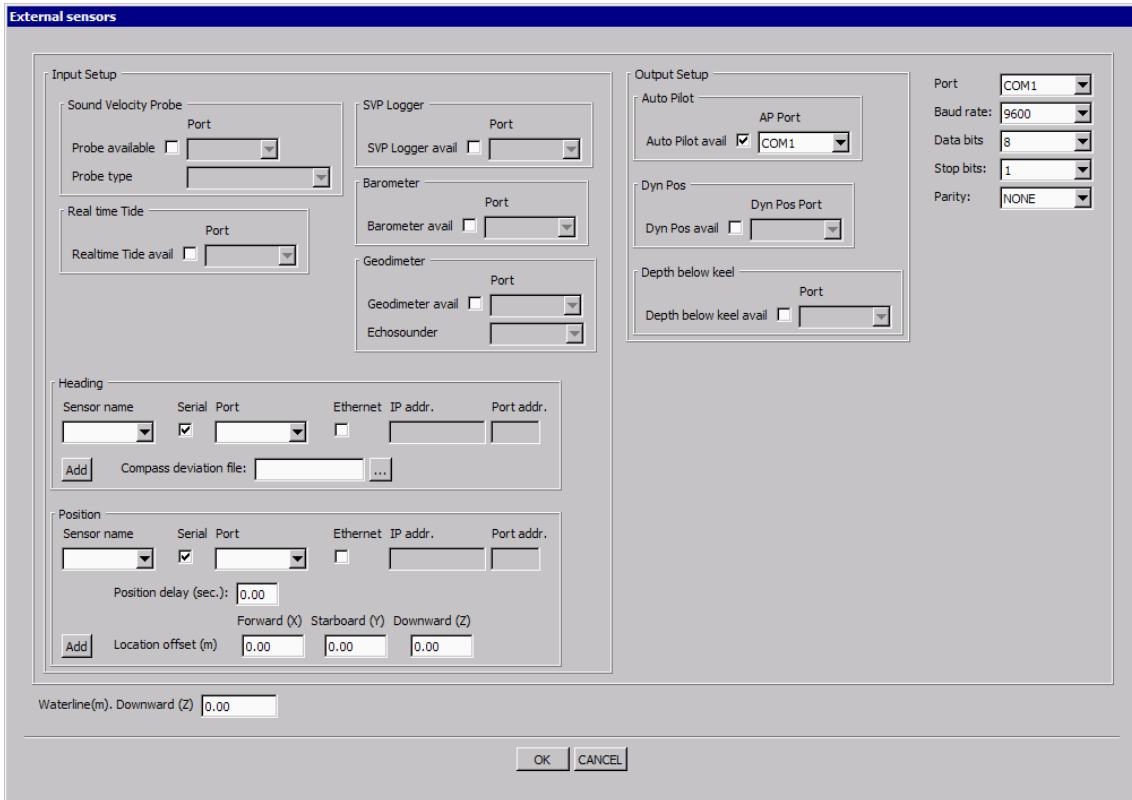 External sensors
Input Setup
Sound Velocity Probe
Port
Probe available
Probe type
Real time Tide
Port
Realtime Tide avail
SVP Logger
Port
SVP Logger avail
Barometer
Port
Barometer avail
Geodimeter
Port
Geodimeter avail
Echosounder
Heading
Sensor name Serial Port Ethernet IP addr. Port addr.
Add Compass deviation file: ...
Position
Sensor name Serial Port Ethernet IP addr. Port addr.
Position delay (sec.): 0.00
Forward (X) Starboard (Y) Downward (Z)
Add Location offset (m) 0.00 0.00 0.00
Output Setup
Auto Pilot
AP Port
Auto Pilot avail COM1
Dyn Pos
Dyn Pos Port
Dyn Pos avail
Depth below keel
Port
Depth below keel avail
Port COM1
Baud rate: 9600
Data bits 8
Stop bits: 1
Parity: NONE
Waterline(m). Downward (Z) 0.00
OK CANCEL